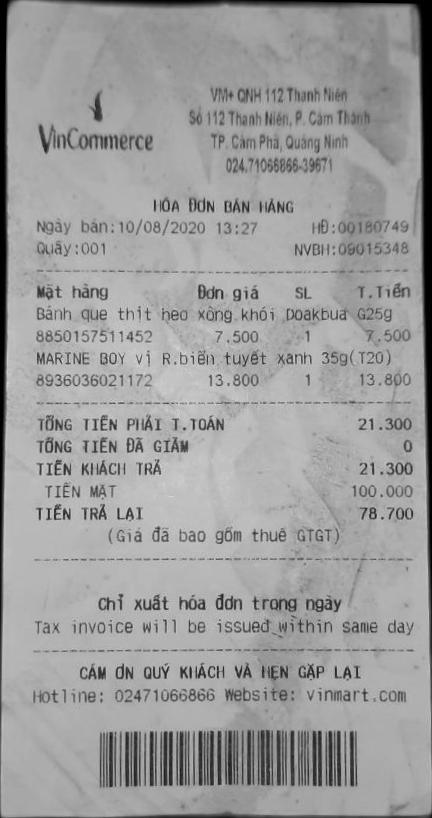 VinCommerce
VM+ QNH 112 Thanh Niên
Số 112 Thanh Niên, P. Cẩm Thành
TP. Cẩm Phả, Quảng Ninh
024.71066866-39671
HÓA ĐƠN BÁN HÀNG
Ngày bán:10/08/2020 13:27 HĐ:00180749
Quầy:001 NVBH:09015348
Mặt hàng Đơn giá SL T.Tiền
Bánh que thịt heo xông khói Doakbua G25g
8850157511452 7.500 1 7.500
MARINE BOY vị R.biển tuyết xanh 35g(T20)
8936036021172 13.800 1 13.800
TỔNG TIỀN PHẢI T.TOÁN 21.300
TỔNG TIỀN ĐÃ GIẢM 0
TIỀN KHÁCH TRẢ 21.300
TIỀN MẶT 100.000
TIỀN TRẢ LẠI 78.700
(Giá đã bao gồm thuế GTGT)
Chỉ xuất hóa đơn trong ngày
Tax invoice will be issued within same day
CẢM ƠN QUÝ KHÁCH VÀ HẸN GẶP LẠI
Hotline: 02471066866 Website: vinmart.com